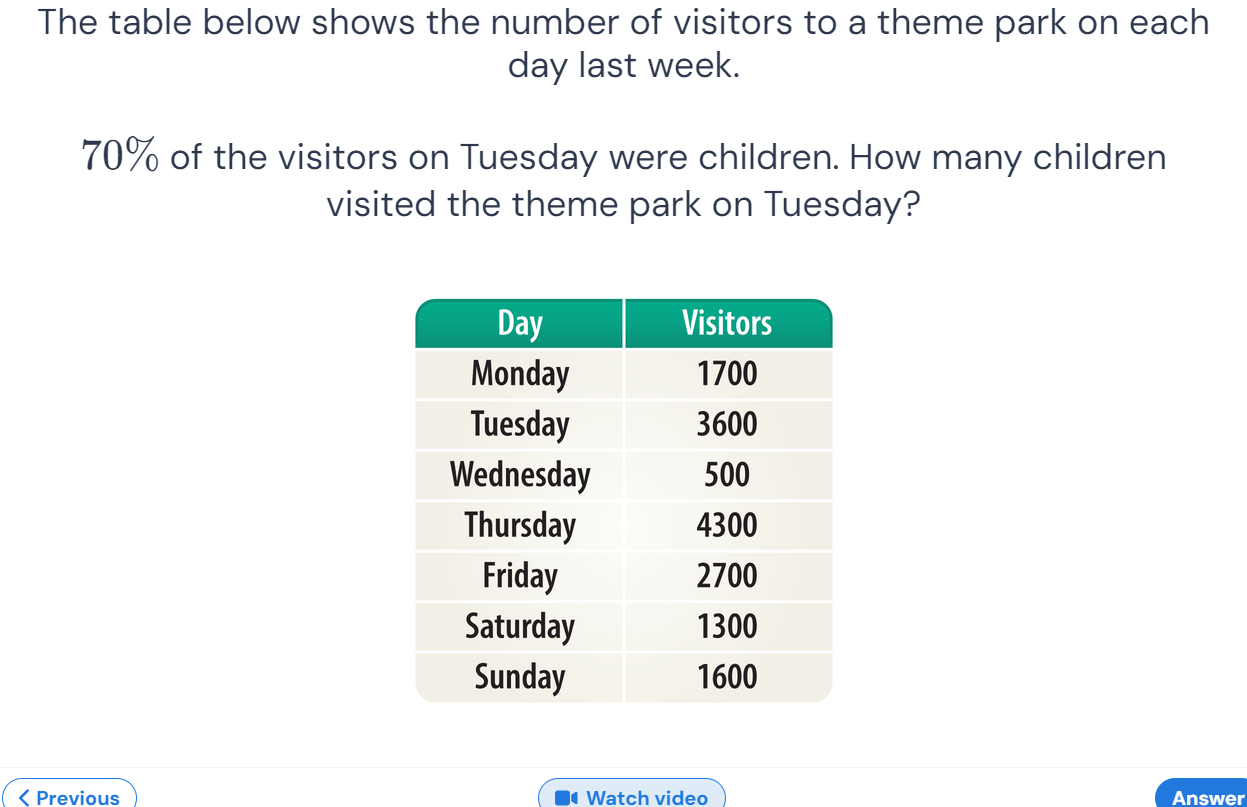 The table below shows the number of visitors to a theme park on each
day last week.
70% of the visitors on Tuesday were children. How many children
visited the theme park on Tuesday?
Day Visitors
Monday 1700
Tuesday 3600
Wednesday 500
Thursday 4300
Friday 2700
Saturday 1300
Sunday 1600
Previous Watch video Answer